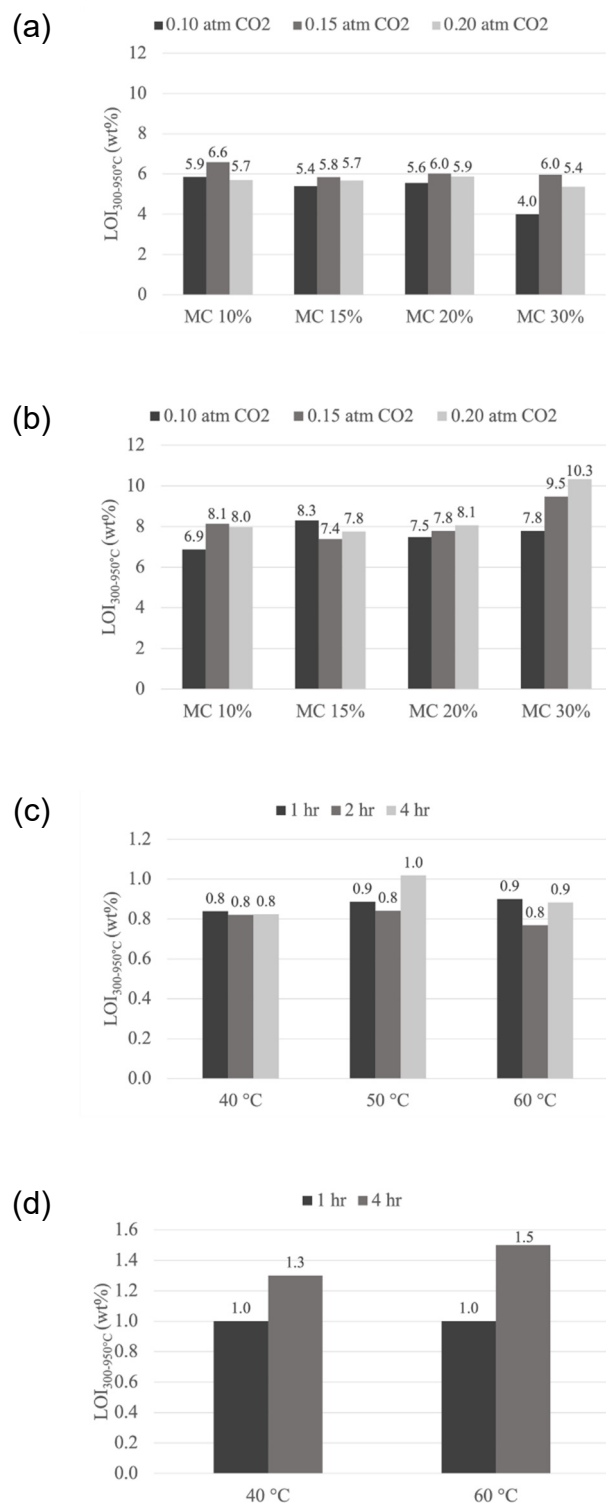 (a)
0.10 atm CO2 0.15 atm CO2 0.20 atm CO2
LOI300-950°C (wt%)
12
10
8
6
4
2
0
5.9 6.6 5.7 5.4 5.8 5.7 5.6 6.0 5.9 4.0 6.0 5.4
MC 10% MC 15% MC 20% MC 30%
(b)
0.10 atm CO2 0.15 atm CO2 0.20 atm CO2
LOI300-950°C (wt%)
12
10
8
6
4
2
0
6.9 8.1 8.0 8.3 7.4 7.8 7.5 7.8 8.1 7.8 9.5 10.3
MC 10% MC 15% MC 20% MC 30%
(c)
1 hr 2 hr 4 hr
LOI300-950°C (wt%)
1.2
1.0
0.8
0.6
0.4
0.2
0.0
0.8 0.8 0.8 0.9 0.8 1.0 0.9 0.8 0.9
40 °C 50 °C 60 °C
(d)
1 hr 4 hr
LOI300-950°C (wt%)
1.6
1.4
1.2
1.0
0.8
0.6
0.4
0.2
0.0
1.0 1.3 1.0 1.5
40 °C 60 °C